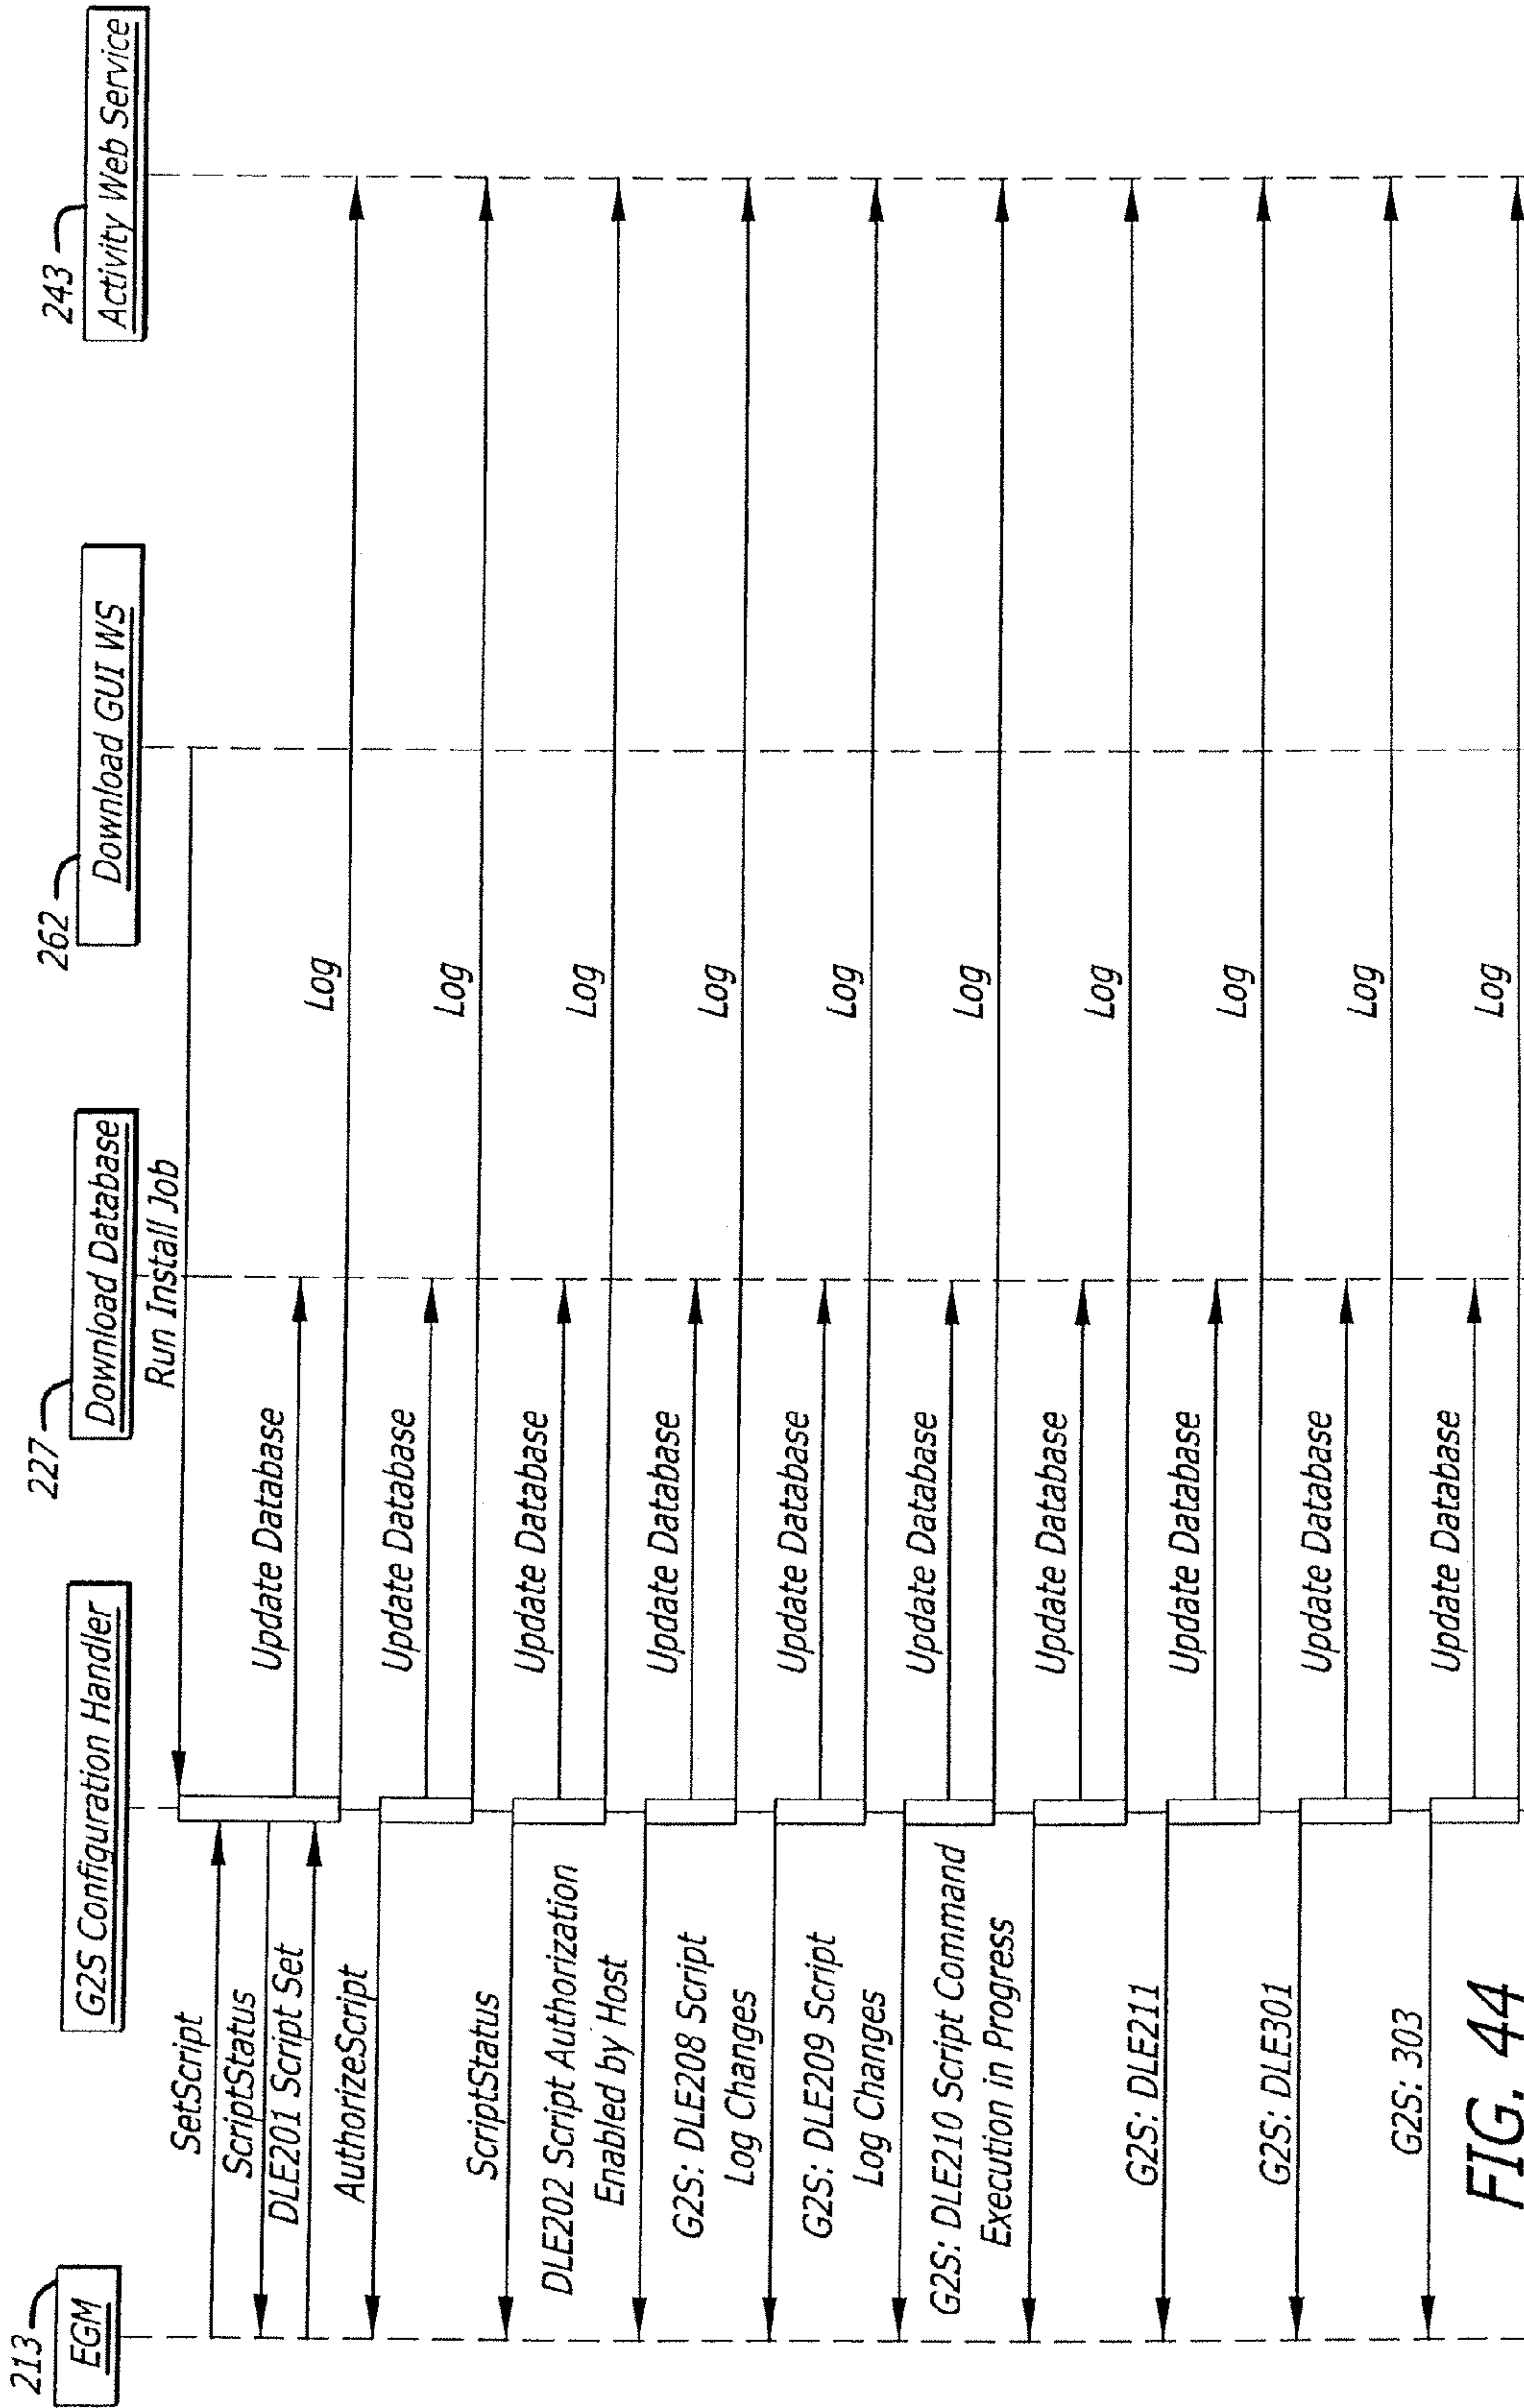 213
EGM
G2S Configuration Handler
227
Download Database
262
Download GUI WS
243
Activity Web Service
Run Install Job
SetScript
ScriptStatus
DLE201 Script Set
Update Database
Log
AuthorizeScript
Update Database
Log
ScriptStatus
Update Database
Log
DLE202 Script Authorization
Enabled by Host
Update Database
Log
G2S: DLE208 Script
Log Changes
Update Database
Log
G2S: DLE209 Script
Log Changes
Update Database
Log
G2S: DLE210 Script Command
Execution in Progress
Update Database
Log
G2S: DLE211
Update Database
Log
G2S: DLE301
Update Database
Log
G2S: 303
Update Database
Log
FIG. 44